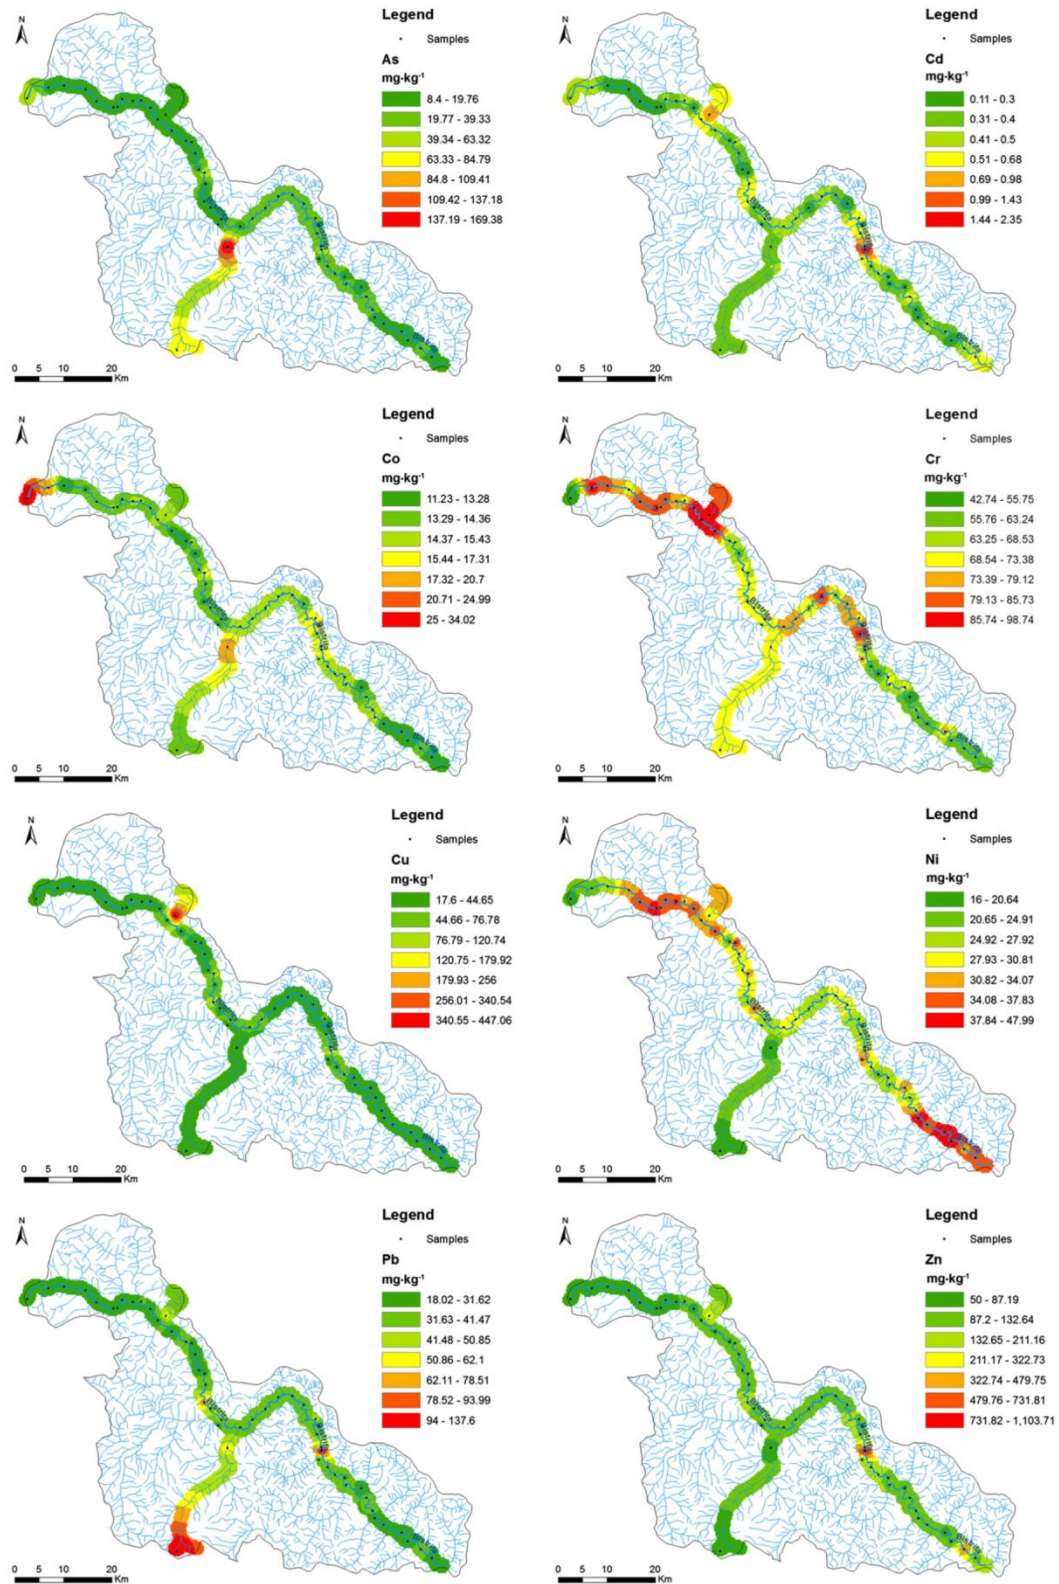 N
Legend
Samples
As
mg·kg-1
8.4 - 19.76
19.77 - 39.33
39.34 - 63.32
63.33 - 84.79
84.8 - 109.41
109.42 - 137.18
137.19 - 169.38
0 5 10 20
Km
N
Legend
Samples
Cd
mg·kg-1
0.11 - 0.3
0.31 - 0.4
0.41 - 0.5
0.51 - 0.68
0.69 - 0.98
0.99 - 1.43
1.44 - 2.35
0 5 10 20
Km
N
Legend
Samples
Co
mg·kg-1
11.23 - 13.28
13.29 - 14.36
14.37 - 15.43
15.44 - 17.31
17.32 - 20.7
20.71 - 24.99
25 - 34.02
0 5 10 20
Km
N
Legend
Samples
Cr
mg·kg-1
42.74 - 55.75
55.76 - 63.24
63.25 - 68.53
68.54 - 73.38
73.39 - 79.12
79.13 - 85.73
85.74 - 98.74
0 5 10 20
Km
N
Legend
Samples
Cu
mg·kg-1
17.6 - 44.65
44.66 - 76.78
76.79 - 120.74
120.75 - 179.92
179.93 - 256
256.01 - 340.54
340.55 - 447.06
0 5 10 20
Km
N
Legend
Samples
Ni
mg·kg-1
16 - 20.64
20.65 - 24.91
24.92 - 27.92
27.93 - 30.81
30.82 - 34.07
34.08 - 37.83
37.84 - 47.99
0 5 10 20
Km
N
Legend
Samples
Pb
mg·kg-1
18.02 - 31.62
31.63 - 41.47
41.48 - 50.85
50.86 - 62.1
62.11 - 78.51
78.52 - 93.99
94 - 137.6
0 5 10 20
Km
N
Legend
Samples
Zn
mg·kg-1
50 - 87.19
87.2 - 132.64
132.65 - 211.16
211.17 - 322.73
322.74 - 479.75
479.76 - 731.81
731.82 - 1,103.71
0 5 10 20
Km